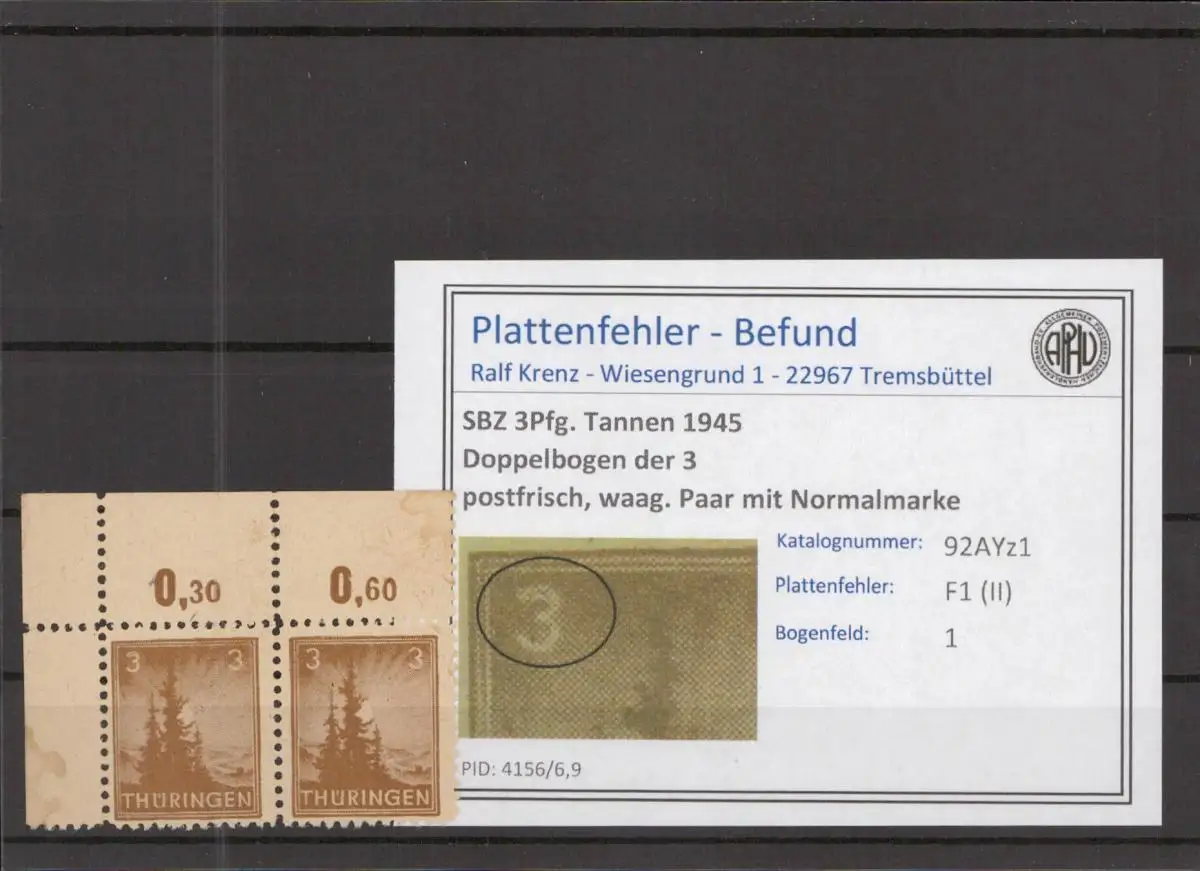 Plattenfehler - Befund
Ralf Krenz - Wiesengrund 1 - 22967 Tremsbüttel
APHV
SBZ 3Pfg. Tannen 1945
Doppelbogen der 3
postfrisch, waag. Paar mit Normalmarke
Katalognummer: 92AYz1
Plattenfehler: F1 (II)
Bogenfeld: 1
3
PID: 4156/6,9
0,30 0,60
3 3 3 3
THÜRINGEN THÜRINGEN